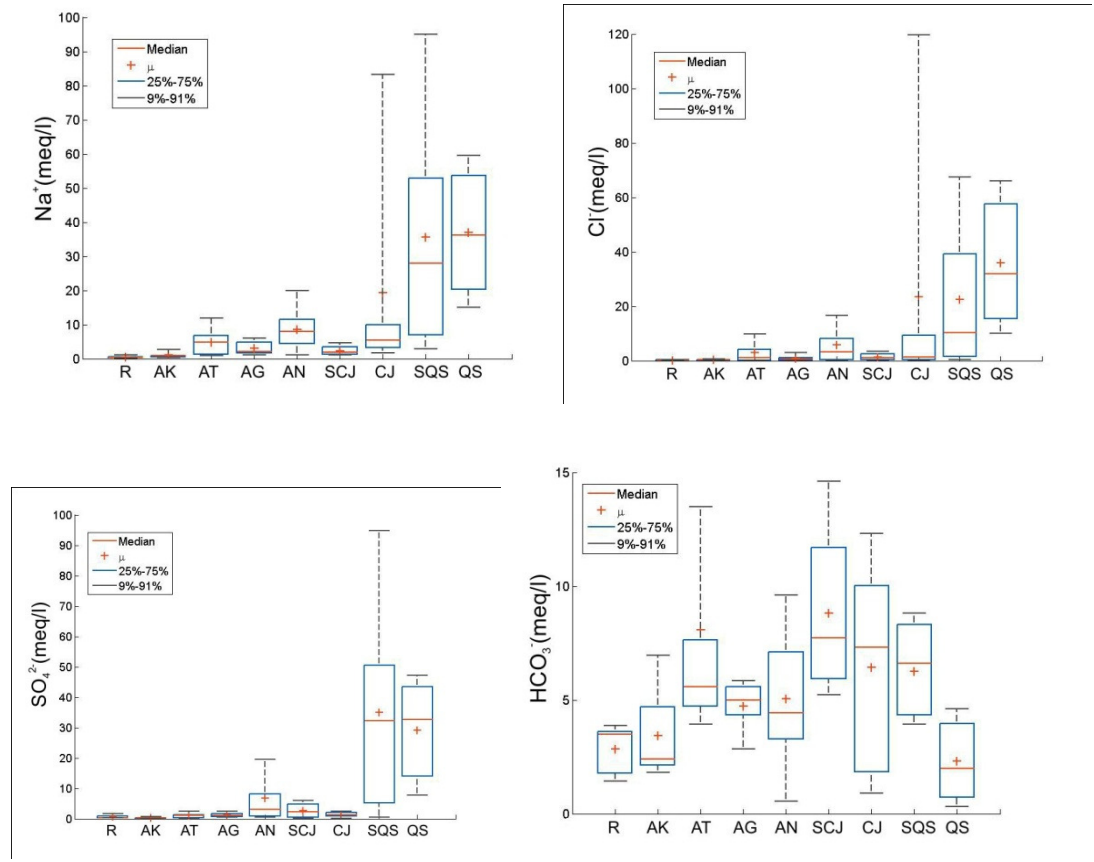 100
90
80
70
60
50
40
30
20
10
0
Na⁺(meq/l)
Median
μ
25%-75%
9%-91%
R AK AT AG AN SCJ CJ SQS QS
120
100
80
60
40
20
0
Cl⁻(meq/l)
Median
μ
25%-75%
9%-91%
R AK AT AG AN SCJ CJ SQS QS
100
90
80
70
60
50
40
30
20
10
0
SO₄²⁻(meq/l)
Median
μ
25%-75%
9%-91%
R AK AT AG AN SCJ CJ SQS QS
15
10
5
0
HCO₃⁻(meq/l)
Median
μ
25%-75%
9%-91%
R AK AT AG AN SCJ CJ SQS QS